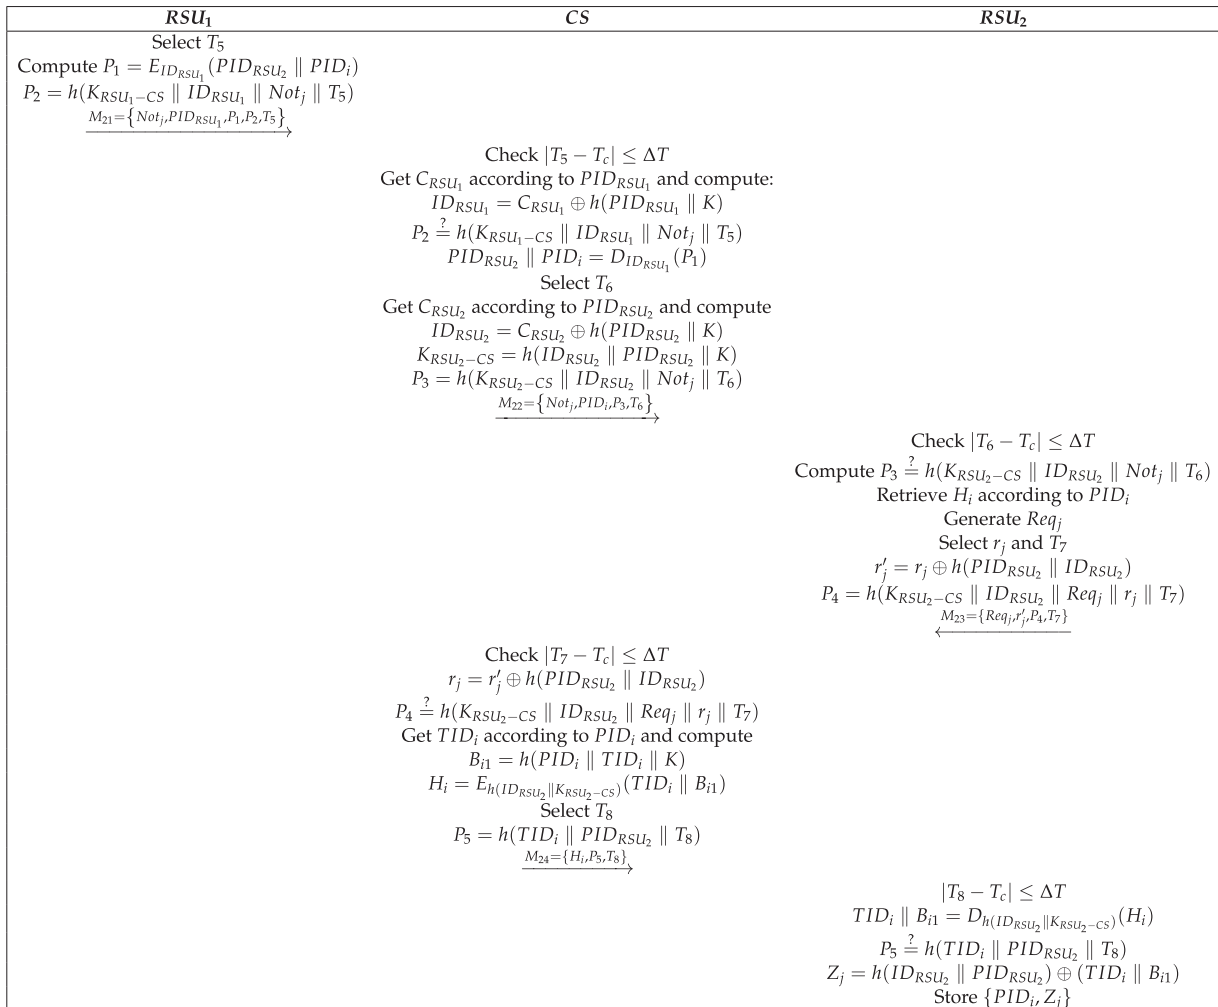 RSU₁ CS RSU₂
Select T₅
Compute P₁ = E_{ID_{RSU₁}}(PID_{RSU₂} ∥ PID_i)
P₂ = h(K_{RSU₁−CS} ∥ ID_{RSU₁} ∥ Not_j ∥ T₅)
M₂₁={Not_j,PID_{RSU₁},P₁,P₂,T₅}
Check |T₅ − T_c| ≤ ΔT
Get C_{RSU₁} according to PID_{RSU₁} and compute:
ID_{RSU₁} = C_{RSU₁} ⊕ h(PID_{RSU₁} ∥ K)
P₂ ≟ h(K_{RSU₁−CS} ∥ ID_{RSU₁} ∥ Not_j ∥ T₅)
PID_{RSU₂} ∥ PID_i = D_{ID_{RSU₁}}(P₁)
Select T₆
Get C_{RSU₂} according to PID_{RSU₂} and compute
ID_{RSU₂} = C_{RSU₂} ⊕ h(PID_{RSU₂} ∥ K)
K_{RSU₂−CS} = h(ID_{RSU₂} ∥ PID_{RSU₂} ∥ K)
P₃ = h(K_{RSU₂−CS} ∥ ID_{RSU₂} ∥ Not_j ∥ T₆)
M₂₂={Not_j,PID_i,P₃,T₆}
Check |T₆ − T_c| ≤ ΔT
Compute P₃ ≟ h(K_{RSU₂−CS} ∥ ID_{RSU₂} ∥ Not_j ∥ T₆)
Retrieve H_i according to PID_i
Generate Req_j
Select r_j and T₇
r′_j = r_j ⊕ h(PID_{RSU₂} ∥ ID_{RSU₂})
P₄ = h(K_{RSU₂−CS} ∥ ID_{RSU₂} ∥ Req_j ∥ r_j ∥ T₇)
M₂₃={Req_j,r′_j,P₄,T₇}
Check |T₇ − T_c| ≤ ΔT
r_j = r′_j ⊕ h(PID_{RSU₂} ∥ ID_{RSU₂})
P₄ ≟ h(K_{RSU₂−CS} ∥ ID_{RSU₂} ∥ Req_j ∥ r_j ∥ T₇)
Get TID_i according to PID_i and compute
B_{i1} = h(PID_i ∥ TID_i ∥ K)
H_i = E_{h(ID_{RSU₂}∥K_{RSU₂−CS})}(TID_i ∥ B_{i1})
Select T₈
P₅ = h(TID_i ∥ PID_{RSU₂} ∥ T₈)
M₂₄={H_i,P₅,T₈}
|T₈ − T_c| ≤ ΔT
TID_i ∥ B_{i1} = D_{h(ID_{RSU₂}∥K_{RSU₂−CS})}(H_i)
P₅ ≟ h(TID_i ∥ PID_{RSU₂} ∥ T₈)
Z_j = h(ID_{RSU₂} ∥ PID_{RSU₂}) ⊕ (TID_i ∥ B_{i1})
Store {PID_i, Z_j}